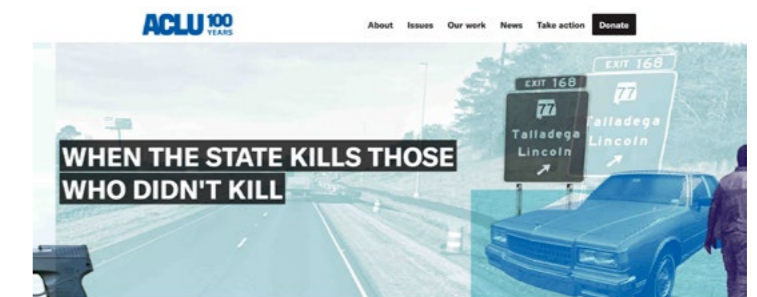 ACLU 100
YEARS
About Issues Our work News Take action Donate
EXIT 168
77
Talladega
Lincoln
EXIT 168
77
Talladega
Lincoln
WHEN THE STATE KILLS THOSE
WHO DIDN'T KILL